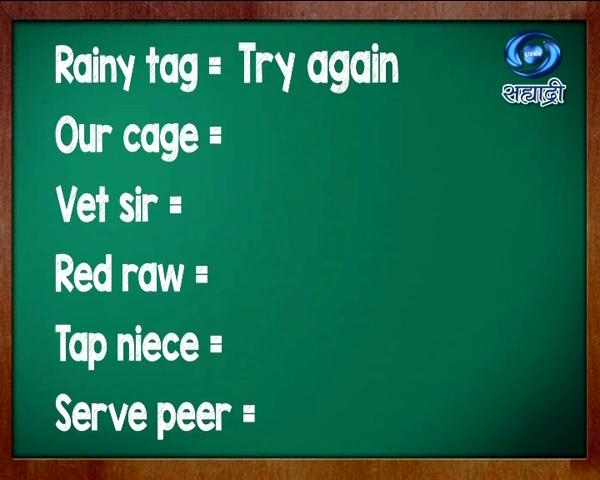 Rainy tag = Try again
Our cage =
Vet sir =
Red raw =
Tap niece =
Serve peer =
सह्याद्री